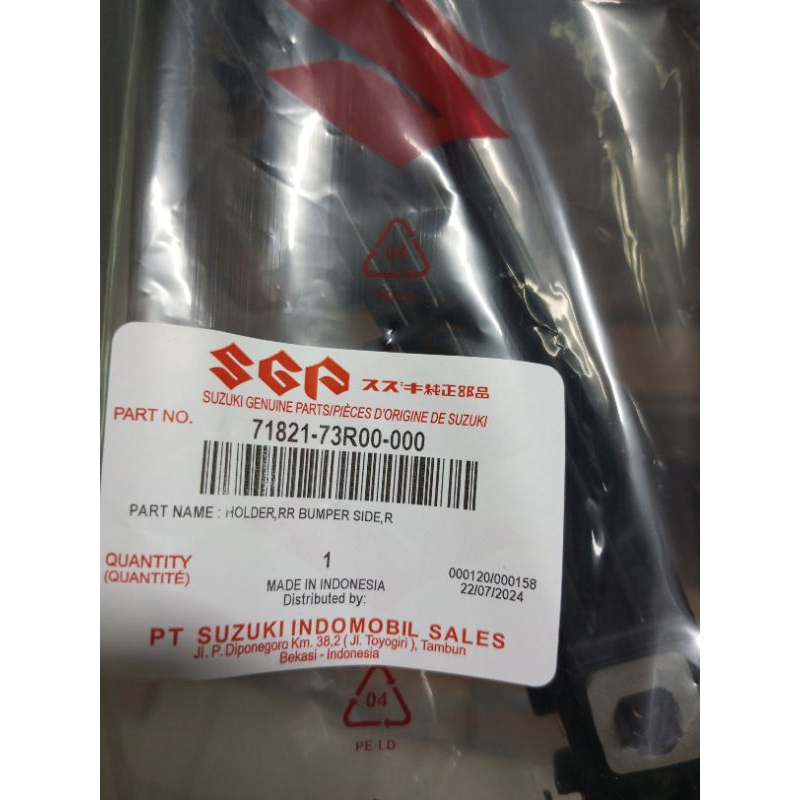 04
PE-LD
SGP スズキ純正部品
SUZUKI GENUINE PARTS/PIÈCES D'ORIGINE DE SUZUKI
PART NO. 71821-73R00-000
PART NAME : HOLDER,RR BUMPER SIDE,R
QUANTITY 1
(QUANTITÉ)
MADE IN INDONESIA 000120/000158
Distributed by: 22/07/2024
PT SUZUKI INDOMOBIL SALES
Jl. P. Diponegoro Km. 38,2 ( Jl. Toyogiri ), Tambun
Bekasi - Indonesia
04
PE-LD